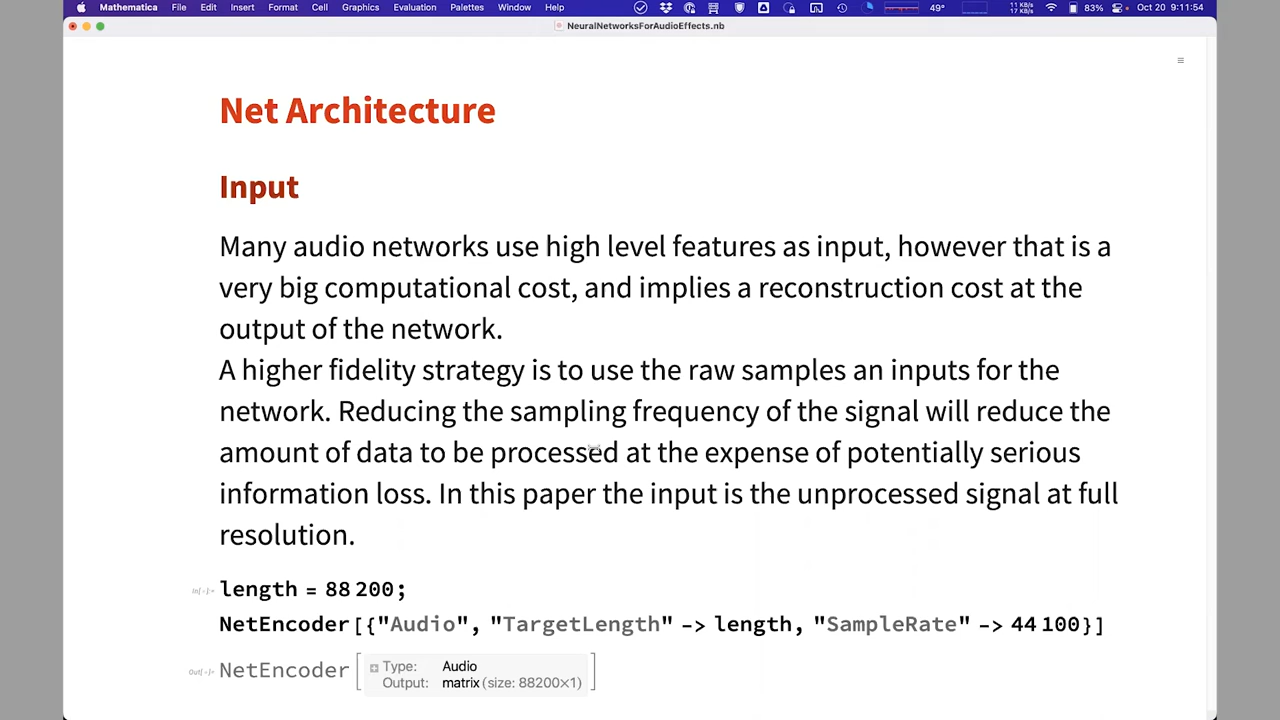 Mathematica File Edit Insert Format Cell Graphics Evaluation Palettes Window Help 49° 11 KB/s 17 KB/s 83% Oct 20 9:11:54
NeuralNetworksForAudioEffects.nb
Net Architecture
Input
Many audio networks use high level features as input, however that is a
very big computational cost, and implies a reconstruction cost at the
output of the network.
A higher fidelity strategy is to use the raw samples an inputs for the
network. Reducing the sampling frequency of the signal will reduce the
amount of data to be processed at the expense of potentially serious
information loss. In this paper the input is the unprocessed signal at full
resolution.
In[•]:= length = 88 200;
NetEncoder[{"Audio", "TargetLength" -> length, "SampleRate" -> 44 100}]
Out[•]= NetEncoder[ Type: Audio
Output: matrix (size: 88200×1) ]